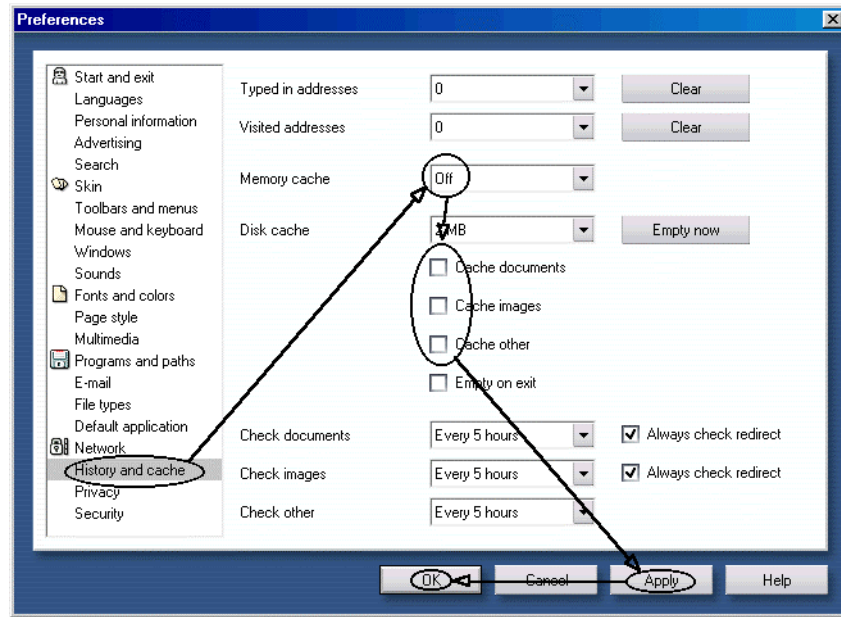 Preferences
Start and exit
Languages
Personal information
Advertising
Search
Skin
Toolbars and menus
Mouse and keyboard
Windows
Sounds
Fonts and colors
Page style
Multimedia
Programs and paths
E-mail
File types
Default application
Network
History and cache
Privacy
Security
Typed in addresses 0 Clear
Visited addresses 0 Clear
Memory cache Off
Disk cache 2 MB Empty now
Cache documents
Cache images
Cache other
Empty on exit
Check documents Every 5 hours Always check redirect
Check images Every 5 hours Always check redirect
Check other Every 5 hours
OK Cancel Apply Help